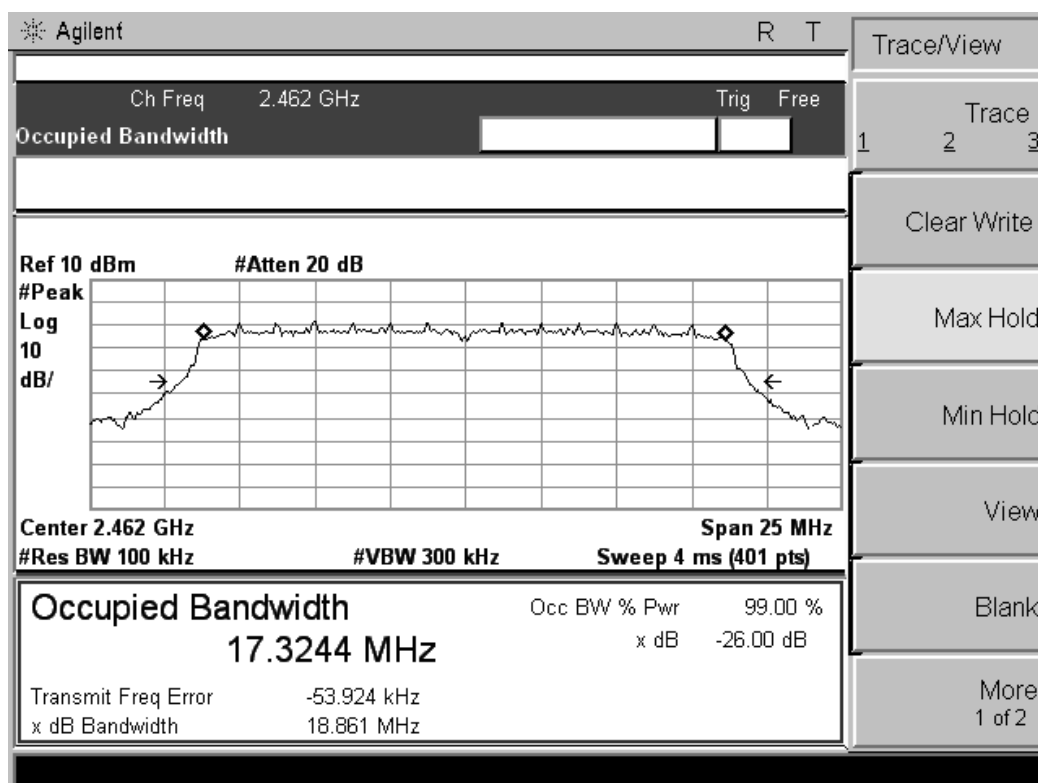 Agilent R T
Ch Freq 2.462 GHz Trig Free
Occupied Bandwidth
Ref 10 dBm #Atten 20 dB
#Peak
Log
10
dB/
Center 2.462 GHz Span 25 MHz
#Res BW 100 kHz #VBW 300 kHz Sweep 4 ms (401 pts)
Occupied Bandwidth Occ BW % Pwr 99.00 %
17.3244 MHz x dB -26.00 dB
Transmit Freq Error -53.924 kHz
x dB Bandwidth 18.861 MHz
Trace/View
Trace
1 2 3
Clear Write
Max Hold
Min Hold
View
Blank
More
1 of 2